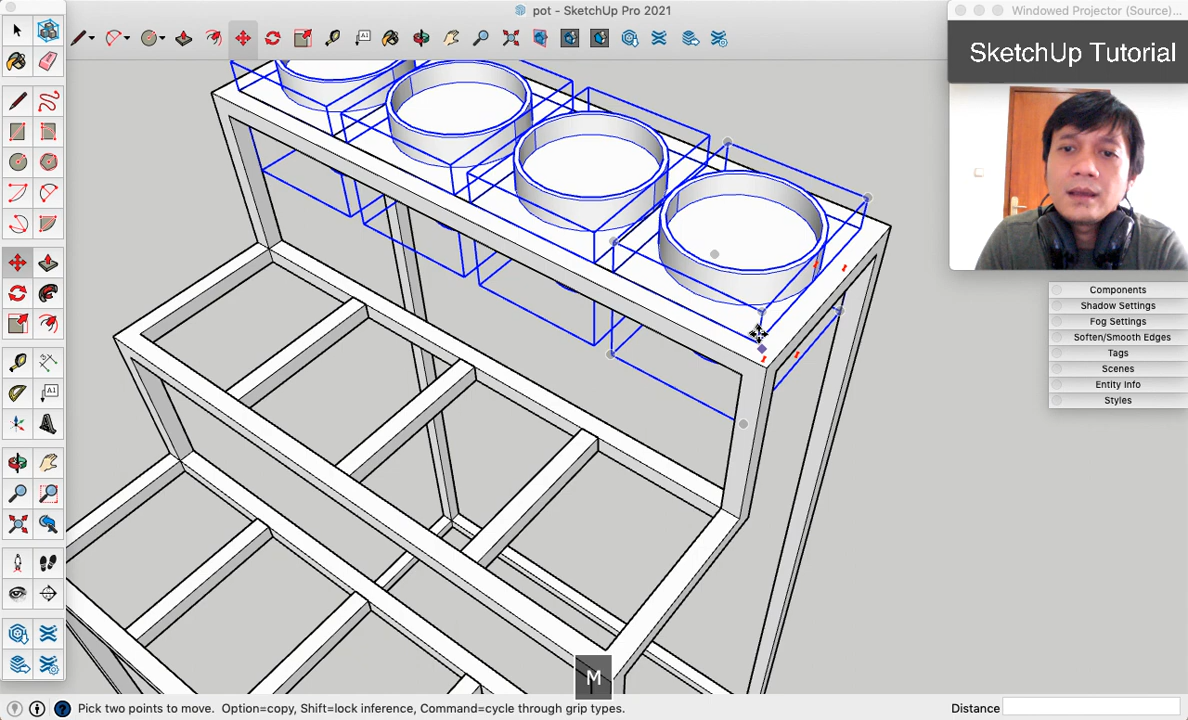 pot - SketchUp Pro 2021
Windowed Projector (Source)...
SketchUp Tutorial
A1
Components
Shadow Settings
Fog Settings
Soften/Smooth Edges
Tags
Scenes
Entity Info
Styles
A1
M
Pick two points to move. Option=copy, Shift=lock inference, Command=cycle through grip types.
Distance